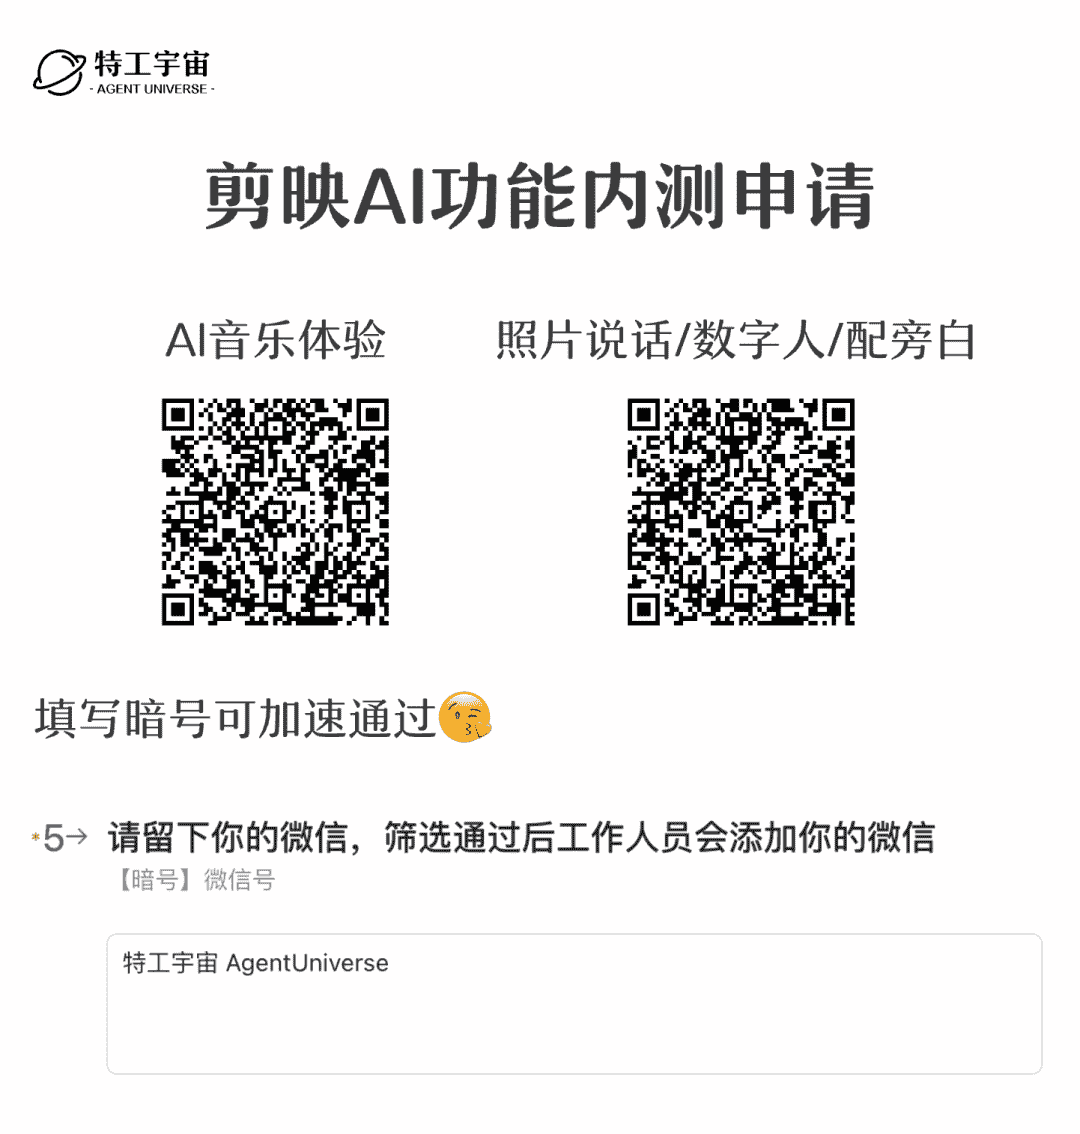 特工宇宙
- AGENT UNIVERSE -
剪映AI功能内测申请
AI音乐体验
照片说话/数字人/配旁白
填写暗号可加速通过😘
*5→ 请留下你的微信，筛选通过后工作人员会添加你的微信
【暗号】微信号
特工宇宙 AgentUniverse